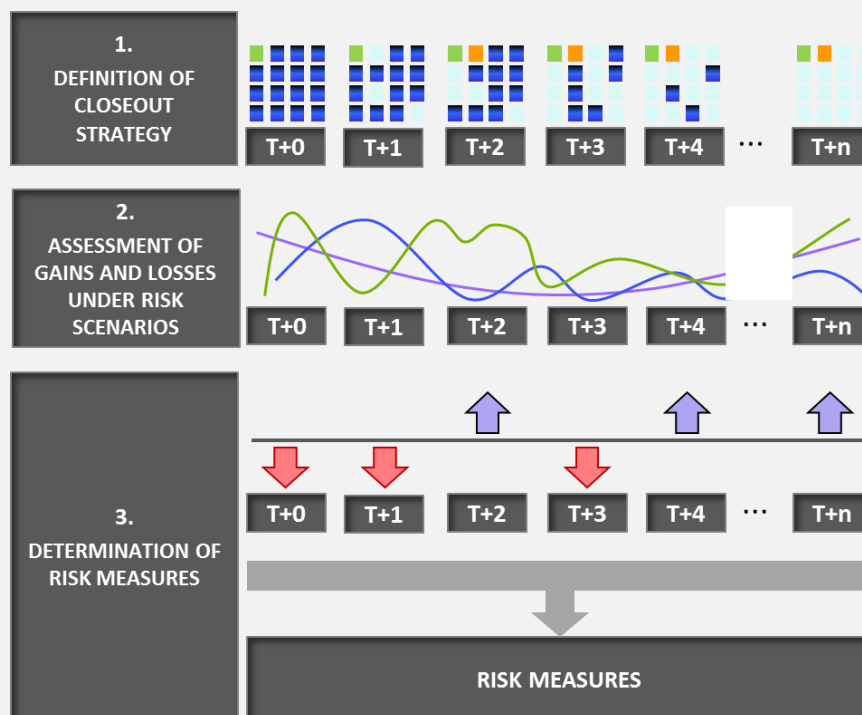 1.
DEFINITION OF
CLOSEOUT
STRATEGY
T+0 T+1 T+2 T+3 T+4 ... T+n
2.
ASSESSMENT OF
GAINS AND LOSSES
UNDER RISK
SCENARIOS
T+0 T+1 T+2 T+3 T+4 ... T+n
3.
DETERMINATION OF
RISK MEASURES
T+0 T+1 T+2 T+3 T+4 ... T+n
RISK MEASURES